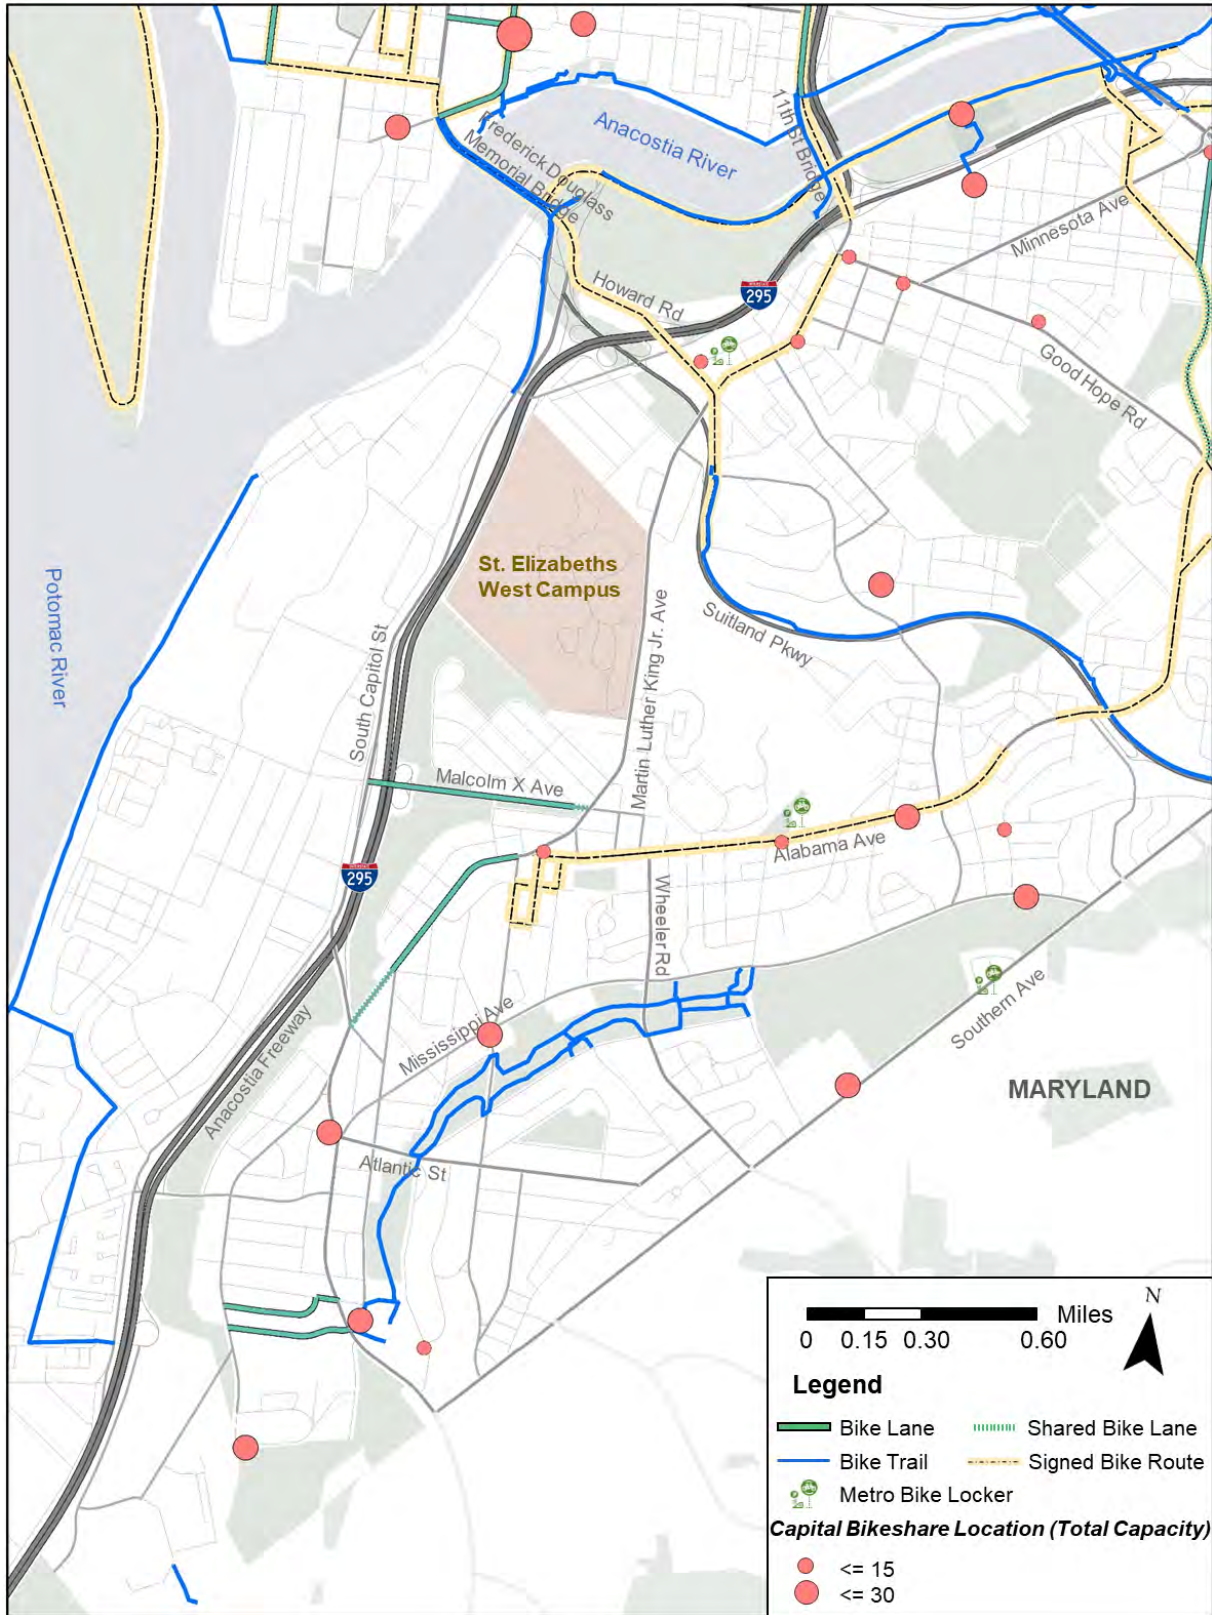 Anacostia River
11th St Bridge
Frederick Douglass
Memorial Bridge
Minnesota Ave
Howard Rd
295
Good Hope Rd
St. Elizabeths
West Campus
Potomac River
Suitland Pkwy
South Capitol St
Martin Luther King Jr. Ave
Malcolm X Ave
Alabama Ave
295
Wheeler Rd
Southern Ave
Mississippi Ave
Anacostia Freeway
MARYLAND
Atlantic St
Miles
0 0.15 0.30 0.60
N
Legend
Bike Lane
Shared Bike Lane
Bike Trail
Signed Bike Route
Metro Bike Locker
Capital Bikeshare Location (Total Capacity)
<= 15
<= 30